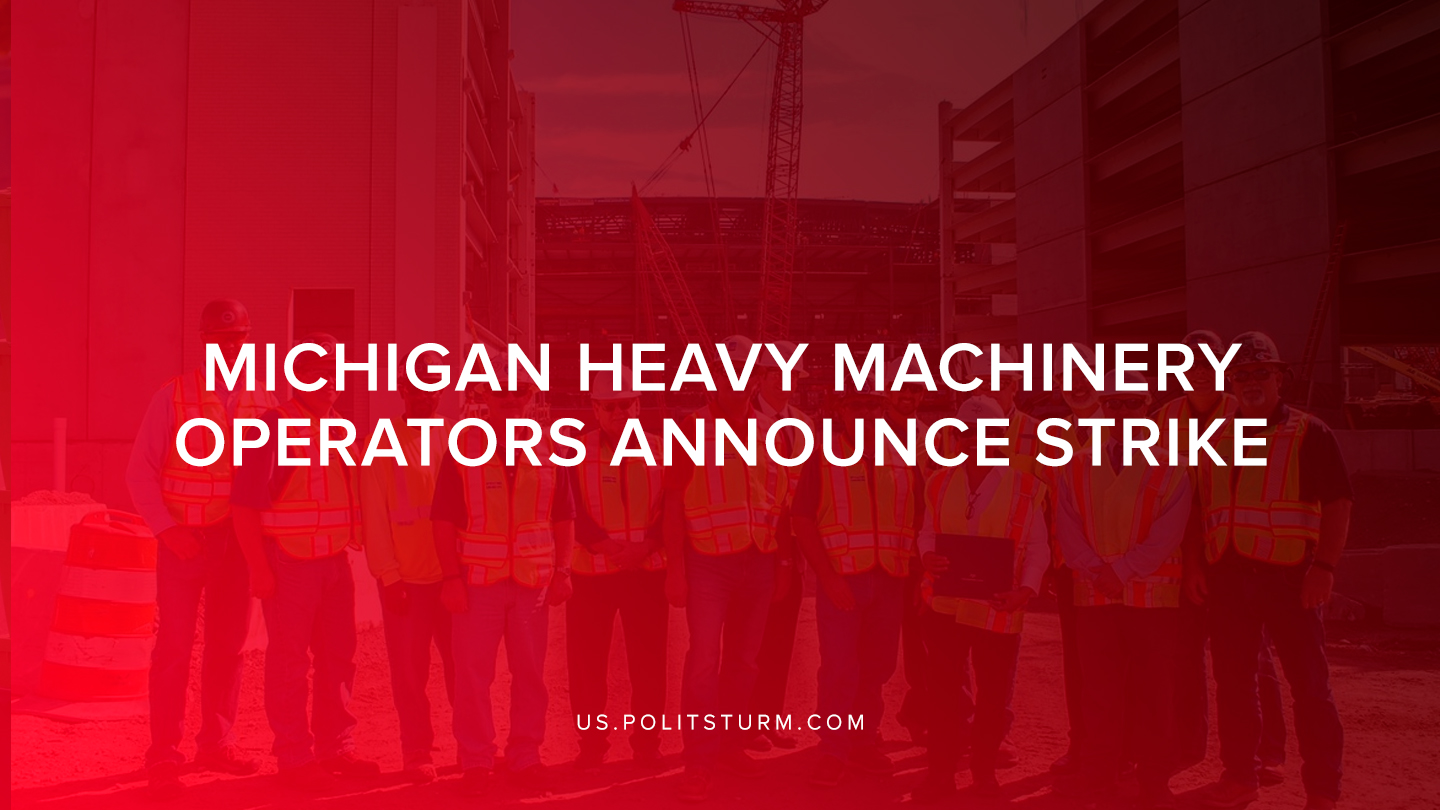 MICHIGAN HEAVY MACHINERY
OPERATORS ANNOUNCE STRIKE
US.POLITSTURM.COM